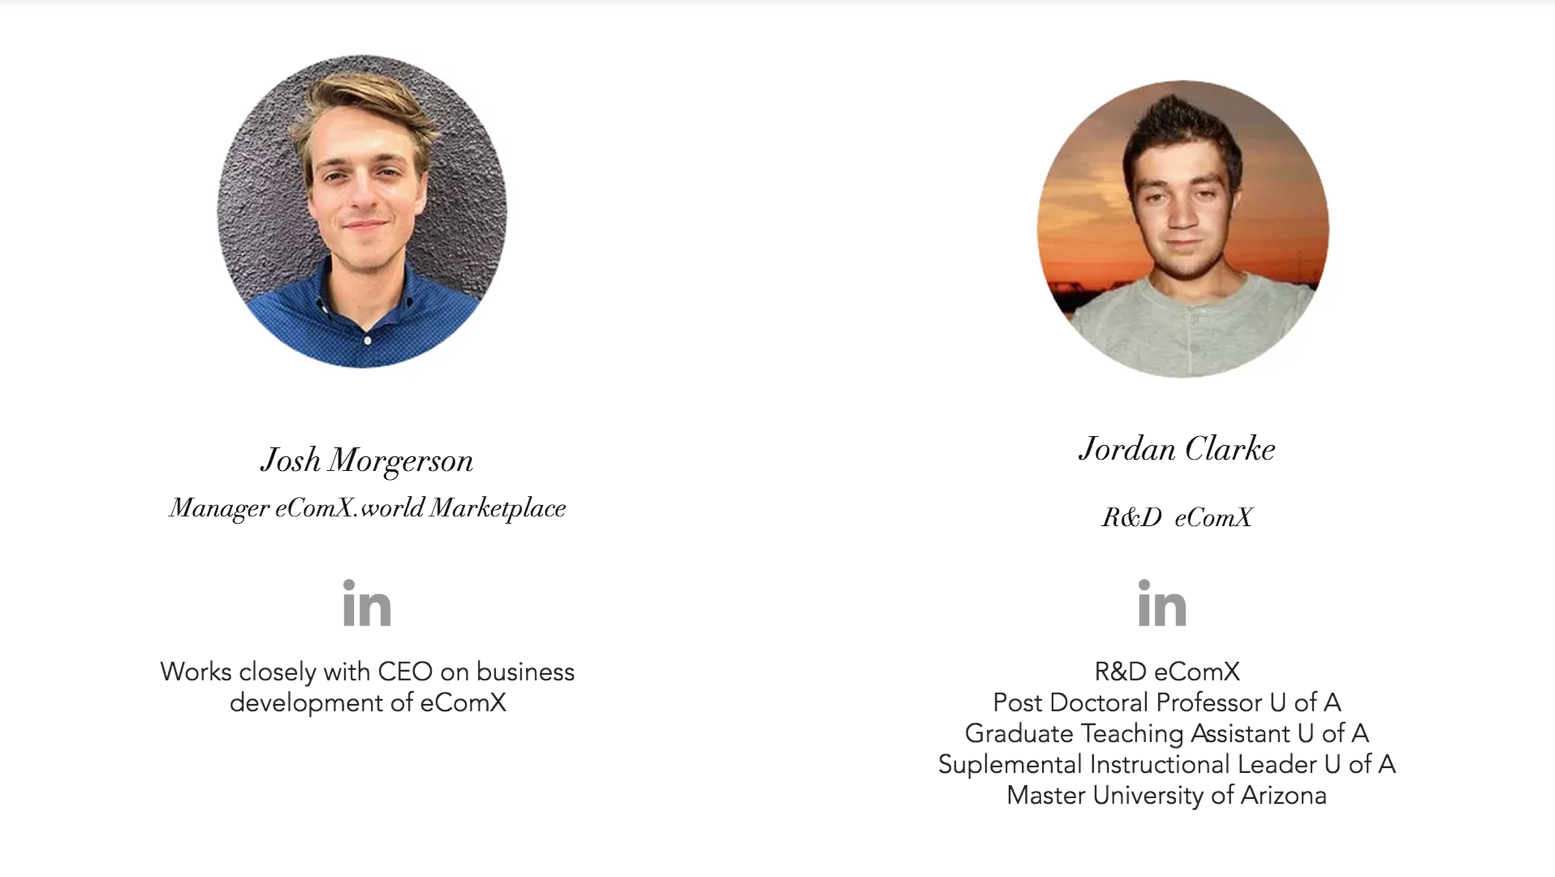 Josh Morgerson
Manager eComX.world Marketplace
in
Works closely with CEO on business
development of eComX
Jordan Clarke
R&D eComX
in
R&D eComX
Post Doctoral Professor U of A
Graduate Teaching Assistant U of A
Suplemental Instructional Leader U of A
Master University of Arizona